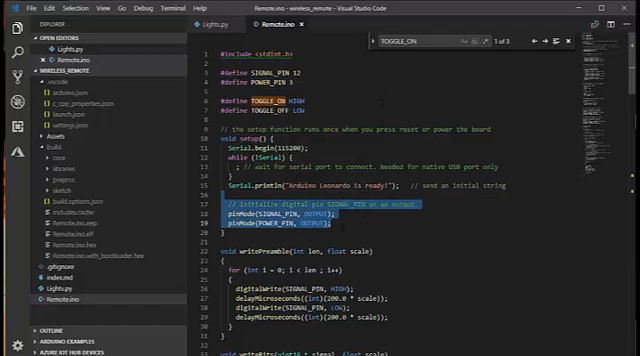 File Edit Selection View Go Debug Terminal Help
Remote.ino - wireless_remote - Visual Studio Code
EXPLORER
OPEN EDITORS
Lights.py
Remote.ino
WIRELESS_REMOTE
.vscode
arduino.json
c_cpp_properties.json
launch.json
settings.json
Assets
build
core
libraries
preproc
sketch
build.options.json
includes.cache
Remote.ino.eep
Remote.ino.elf
Remote.ino.hex
Remote.ino.with_bootloader.hex
.gitignore
index.md
Lights.py
Remote.ino
OUTLINE
ARDUINO EXAMPLES
AZURE IOT HUB DEVICES
Lights.py Remote.ino
TOGGLE_ON 1 of 3
1 #include <stdint.h>
2
3 #define SIGNAL_PIN 12
4 #define POWER_PIN 3
5
6 #define TOGGLE_ON HIGH
7 #define TOGGLE_OFF LOW
8
9 // the setup function runs once when you press reset or power the board
10 void setup() {
11 Serial.begin(115200);
12 while (!Serial) {
13 ; // wait for serial port to connect. Needed for native USB port only
14 }
15 Serial.println("Arduino Leonardo is ready!"); // send an initial string
16
17 // initialize digital pin SIGNAL_PIN as an output.
18 pinMode(SIGNAL_PIN, OUTPUT);
19 pinMode(POWER_PIN, OUTPUT);
20 }
21
22 void writePreamble(int len, float scale)
23 {
24 for (int i = 0; i < len ; i++)
25 {
26 digitalWrite(SIGNAL_PIN, HIGH);
27 delayMicroseconds((int)(200.0 * scale));
28 digitalWrite(SIGNAL_PIN, LOW);
29 delayMicroseconds((int)(200.0 * scale));
30 }
31 }
32
33 void writeBits(uint16_t signal, float scale)